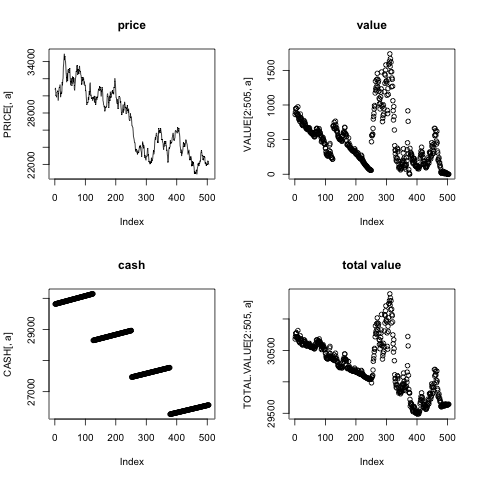 price
PRICE[, a]
22000 26000 30000 34000
0 100 200 300 400 500
Index
value
VALUE[2:505, a]
0 500 1000 1500
0 100 200 300 400 500
Index
cash
CASH[, a]
27000 29000
0 100 200 300 400 500
Index
total value
TOTAL.VALUE[2:505, a]
29500 30500
0 100 200 300 400 500
Index